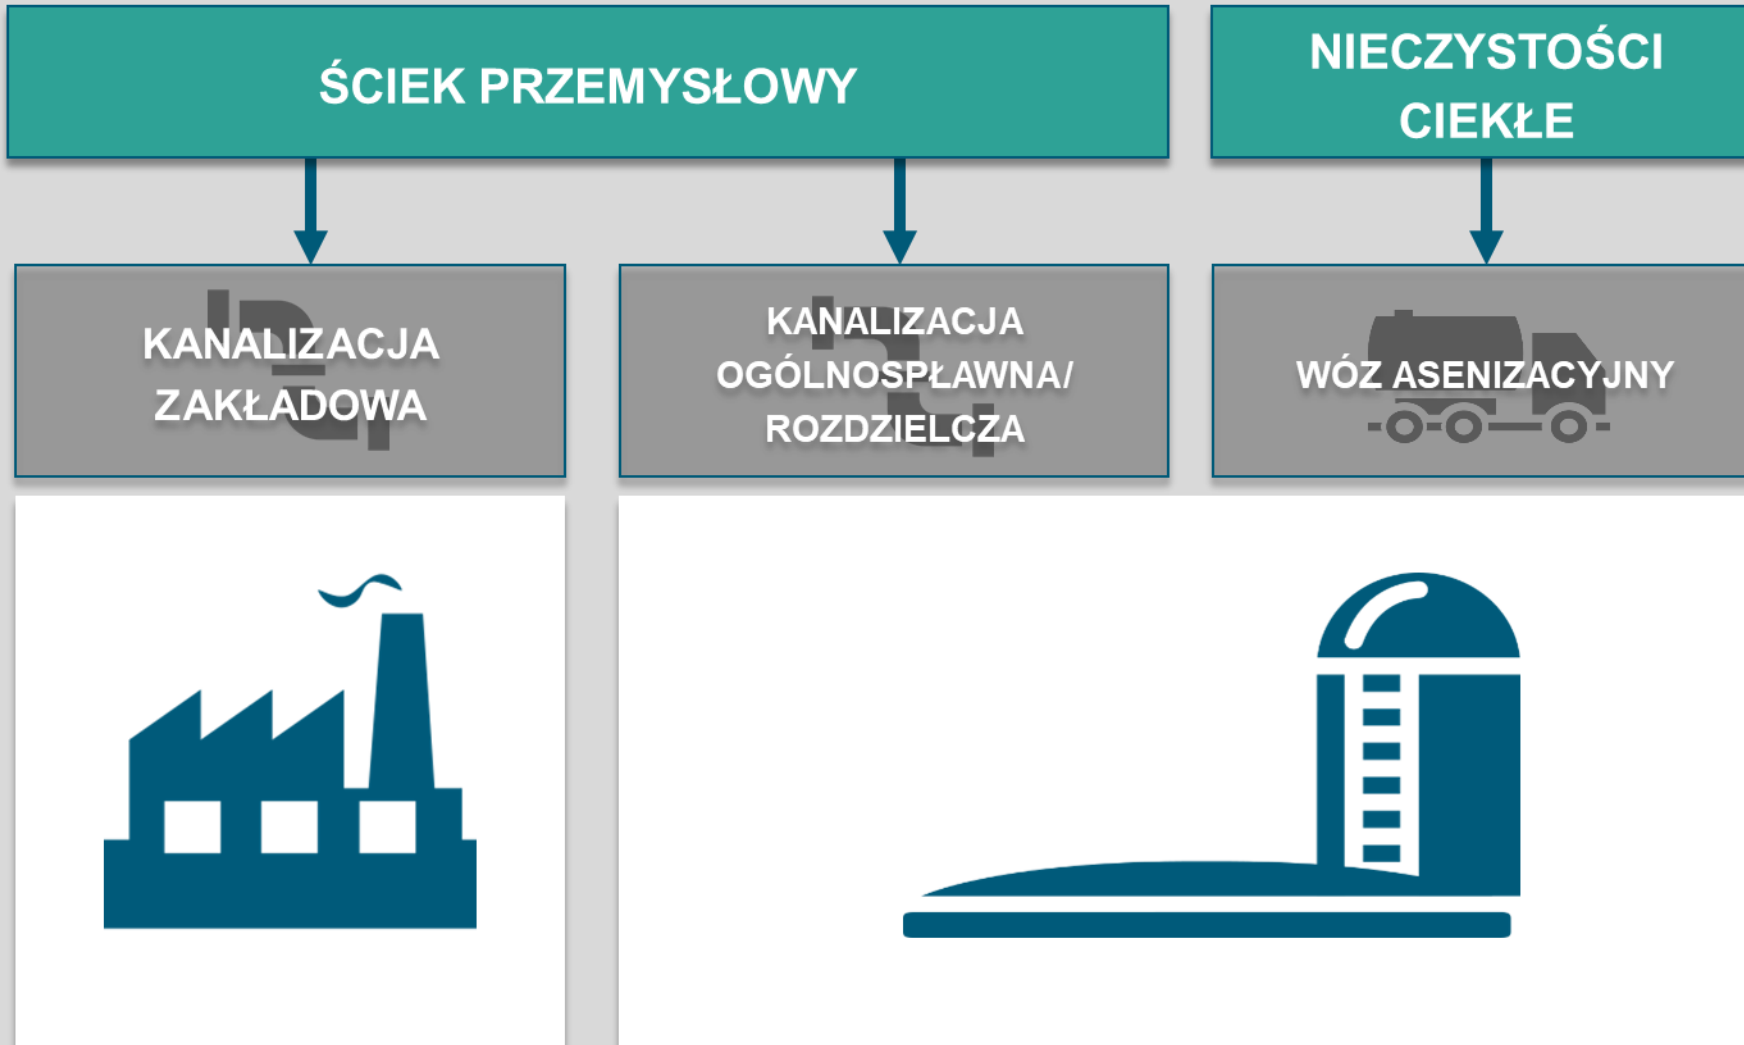 ŚCIEK PRZEMYSŁOWY
NIECZYSTOŚCI
CIEKŁE
KANALIZACJA
ZAKŁADOWA
KANALIZACJA
OGÓLNOSPŁAWNA/
ROZDZIELCZA
WÓZ ASENIZACYJNY